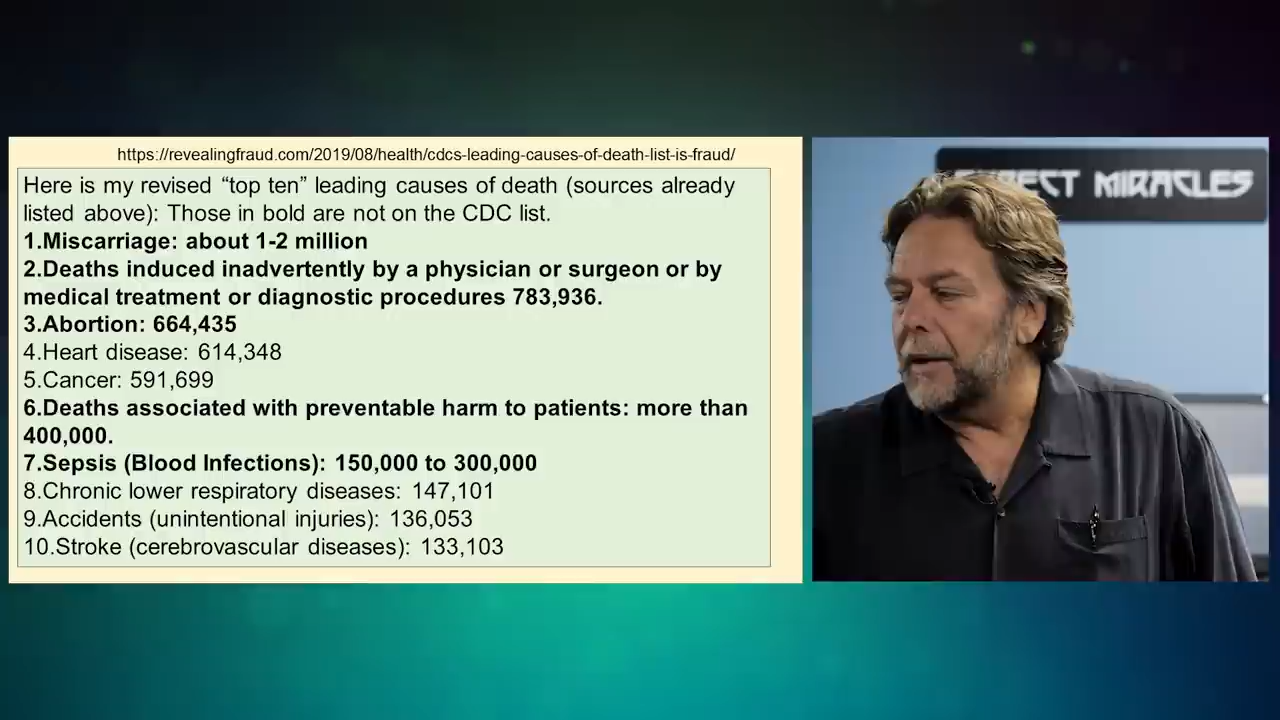 https://revealingfraud.com/2019/08/health/cdcs-leading-causes-of-death-list-is-fraud/
Here is my revised “top ten” leading causes of death (sources already
listed above): Those in bold are not on the CDC list.
1.Miscarriage: about 1-2 million
2.Deaths induced inadvertently by a physician or surgeon or by
medical treatment or diagnostic procedures 783,936.
3.Abortion: 664,435
4.Heart disease: 614,348
5.Cancer: 591,699
6.Deaths associated with preventable harm to patients: more than
400,000.
7.Sepsis (Blood Infections): 150,000 to 300,000
8.Chronic lower respiratory diseases: 147,101
9.Accidents (unintentional injuries): 136,053
10.Stroke (cerebrovascular diseases): 133,103
MIRACLES